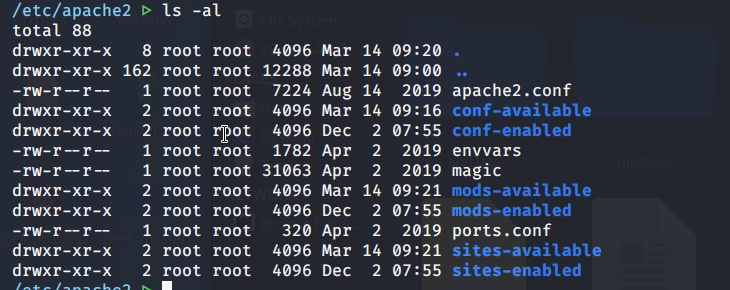 /etc/apache2 ▷ ls -al
total 88
drwxr-xr-x   8 root root  4096 Mar 14 09:20 .
drwxr-xr-x 162 root root 12288 Mar 14 09:00 ..
-rw-r--r--   1 root root  7224 Aug 14  2019 apache2.conf
drwxr-xr-x   2 root root  4096 Mar 14 09:16 conf-available
drwxr-xr-x   2 root root  4096 Dec  2 07:55 conf-enabled
-rw-r--r--   1 root root  1782 Apr  2  2019 envvars
-rw-r--r--   1 root root 31063 Apr  2  2019 magic
drwxr-xr-x   2 root root  4096 Mar 14 09:21 mods-available
drwxr-xr-x   2 root root  4096 Dec  2 07:55 mods-enabled
-rw-r--r--   1 root root   320 Apr  2  2019 ports.conf
drwxr-xr-x   2 root root  4096 Mar 14 09:21 sites-available
drwxr-xr-x   2 root root  4096 Dec  2 07:55 sites-enabled
/etc/apache2 ▷
File System
modules